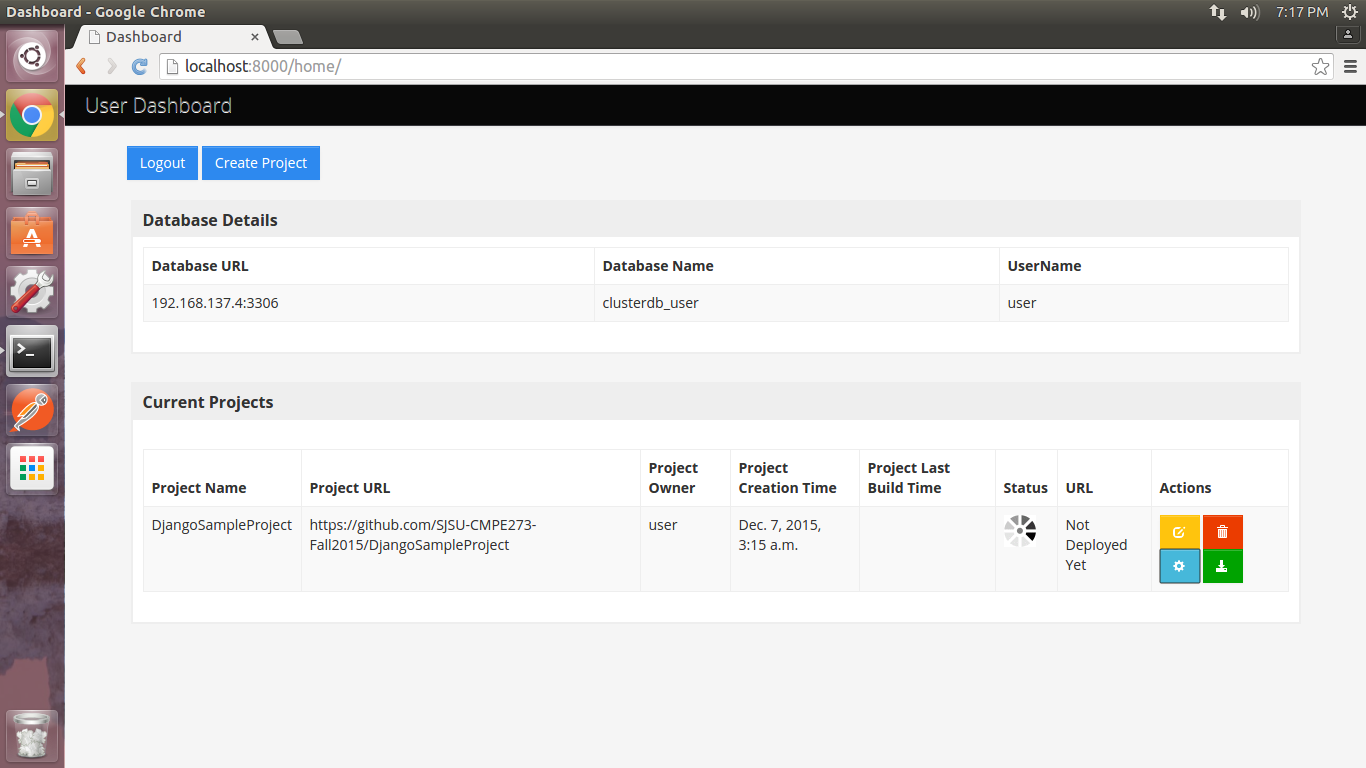 Dashboard - Google Chrome
7:17 PM
Dashboard
localhost:8000/home/
User Dashboard
Logout
Create Project
Database Details
Database URL
Database Name
UserName
192.168.137.4:3306
clusterdb_user
user
Current Projects
Project Name
Project URL
Project
Owner
Project
Creation Time
Project Last
Build Time
Status
URL
Actions
DjangoSampleProject
https://github.com/SJSU-CMPE273-
Fall2015/DjangoSampleProject
user
Dec. 7, 2015,
3:15 a.m.
Not
Deployed
Yet